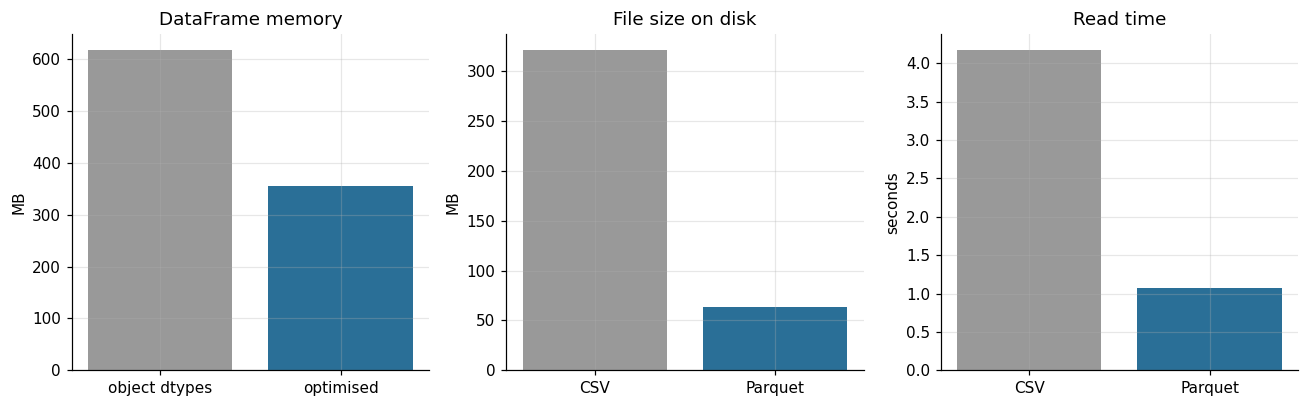 DataFrame memory
MB
600
500
400
300
200
100
0
object dtypes
optimised
File size on disk
MB
300
250
200
150
100
50
0
CSV
Parquet
Read time
seconds
4.0
3.5
3.0
2.5
2.0
1.5
1.0
0.5
0.0
CSV
Parquet